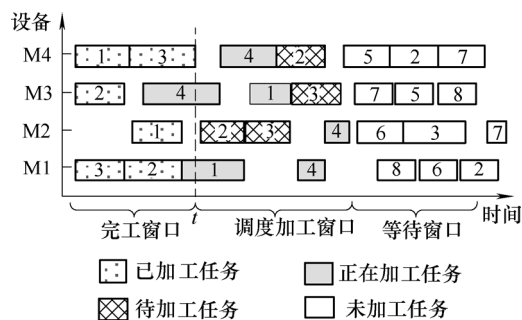 设备
M4 1 3 4 2 5 2 7
M3 2 4 1 3 7 5 8
M2 1 2 3 4 6 3 7
M1 3 2 1 4 8 6 2
完工窗口 t 调度加工窗口 等待窗口 时间
已加工任务 正在加工任务
待加工任务 未加工任务